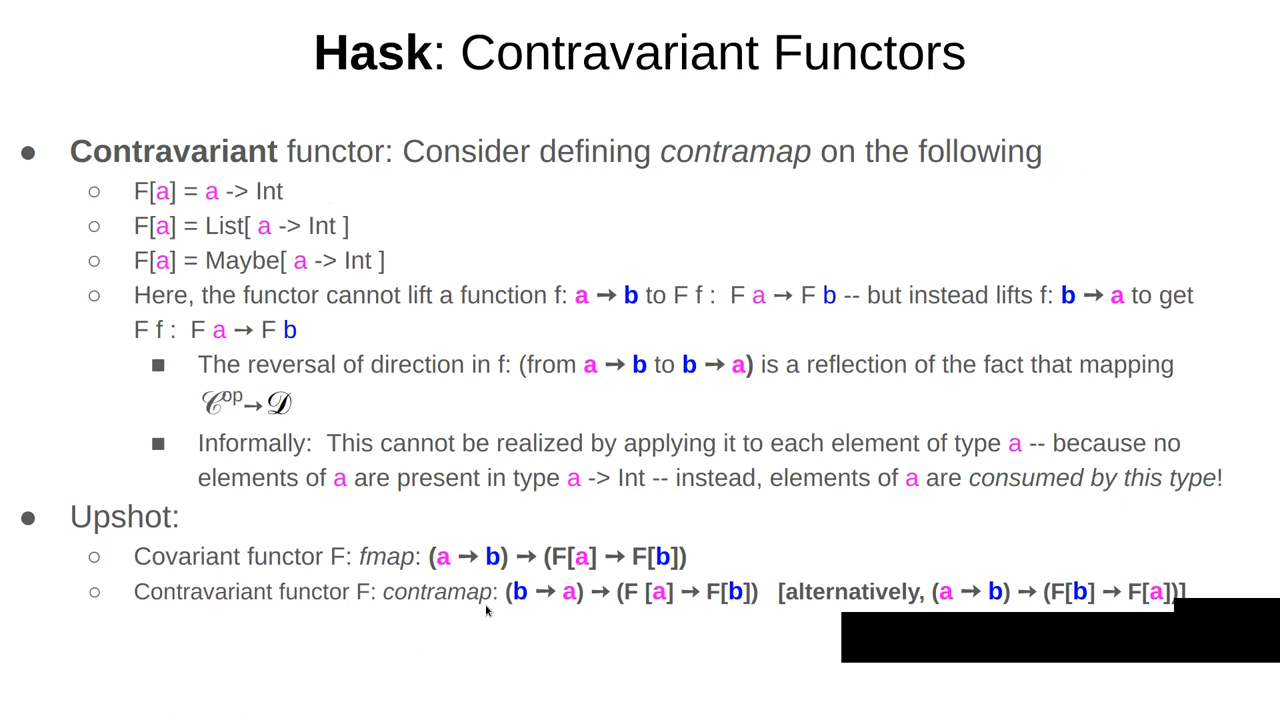 Hask: Contravariant Functors
● Contravariant functor: Consider defining contramap on the following
○ F[a] = a -> Int
○ F[a] = List[ a -> Int ]
○ F[a] = Maybe[ a -> Int ]
○ Here, the functor cannot lift a function f: a → b to F f : F a → F b -- but instead lifts f: b → a to get
F f : F a → F b
■ The reversal of direction in f: (from a → b to b → a) is a reflection of the fact that mapping
𝒞ᵒᵖ→𝒟
■ Informally: This cannot be realized by applying it to each element of type a -- because no
elements of a are present in type a -> Int -- instead, elements of a are consumed by this type!
● Upshot:
○ Covariant functor F: fmap: (a → b) → (F[a] → F[b])
○ Contravariant functor F: contramap: (b → a) → (F [a] → F[b]) [alternatively, (a → b) → (F[b] → F[a])]